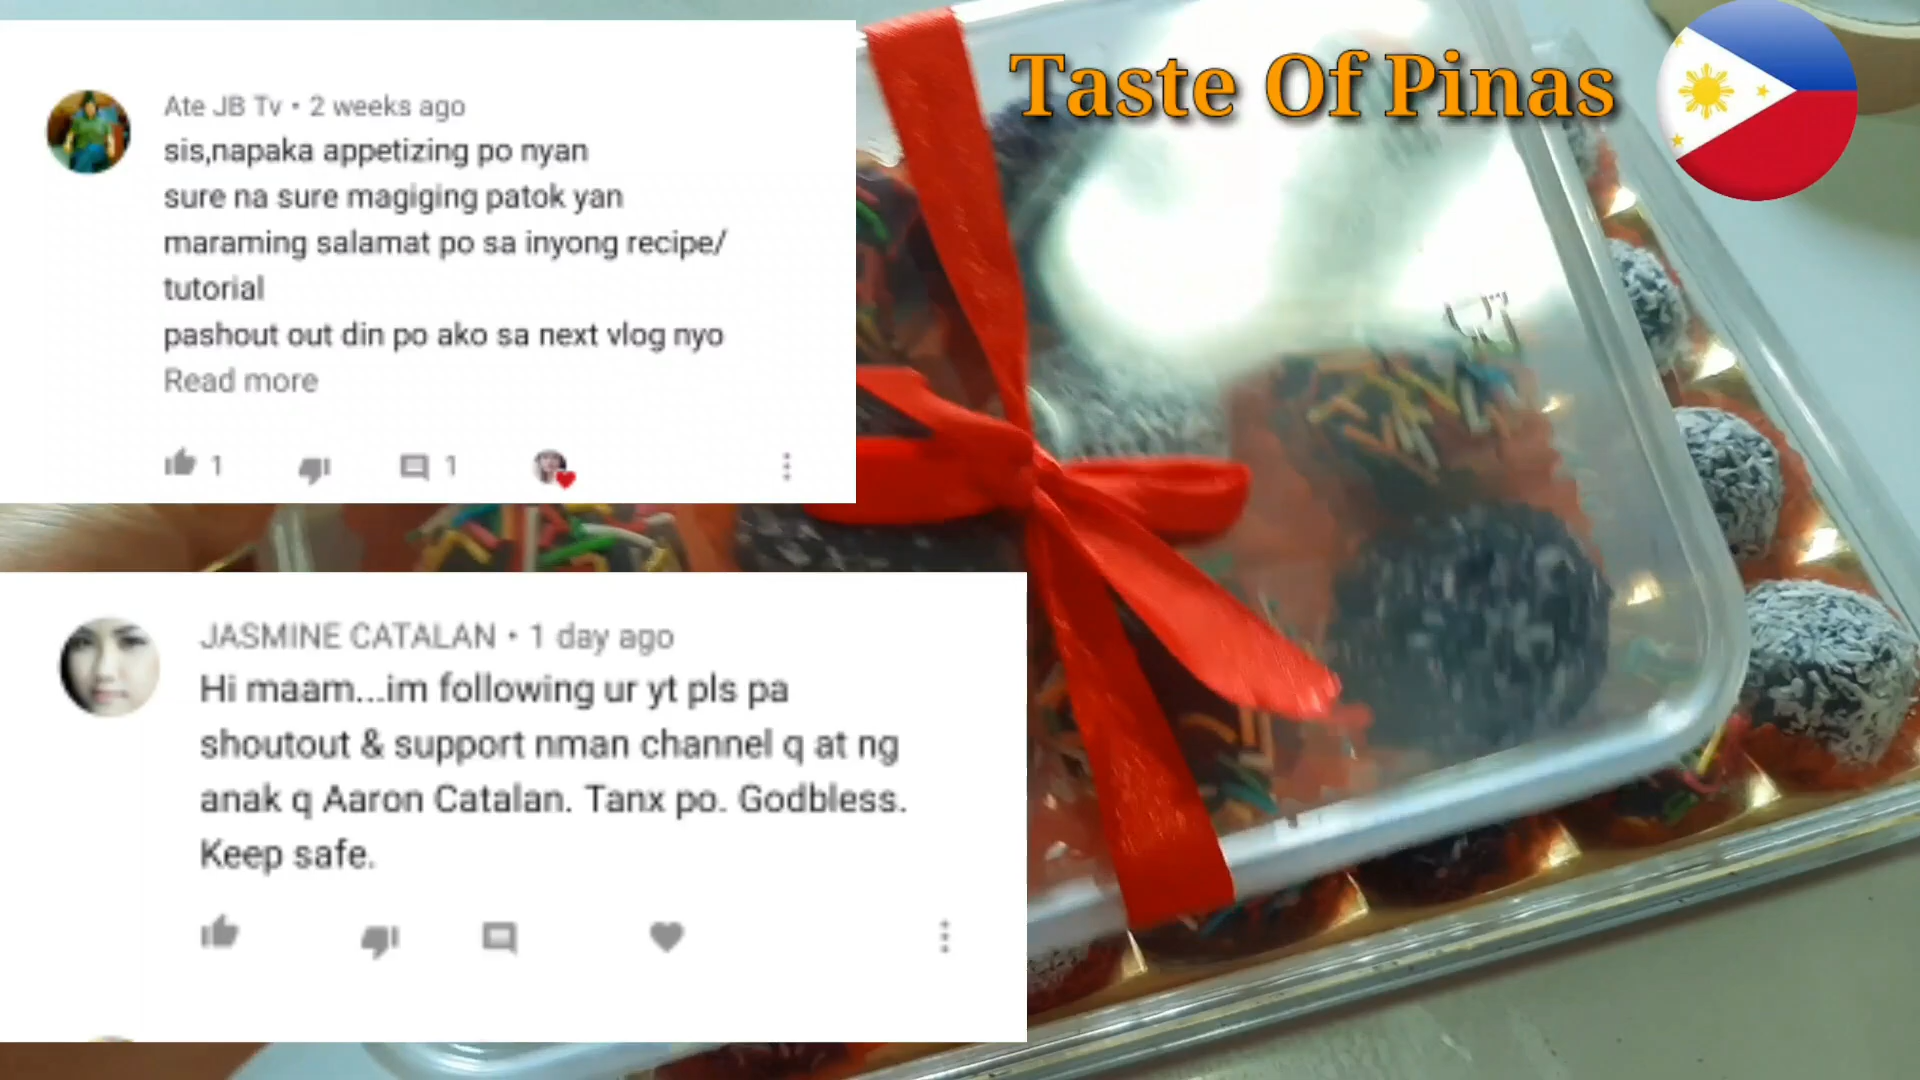 Taste Of Pinas
Ate JB Tv • 2 weeks ago
sis,napaka appetizing po nyan
sure na sure magiging patok yan
maraming salamat po sa inyong recipe/
tutorial
pashout out din po ako sa next vlog nyo
Read more
1
1
JASMINE CATALAN • 1 day ago
Hi maam...im following ur yt pls pa
shoutout & support nman channel q at ng
anak q Aaron Catalan. Tanx po. Godbless.
Keep safe.